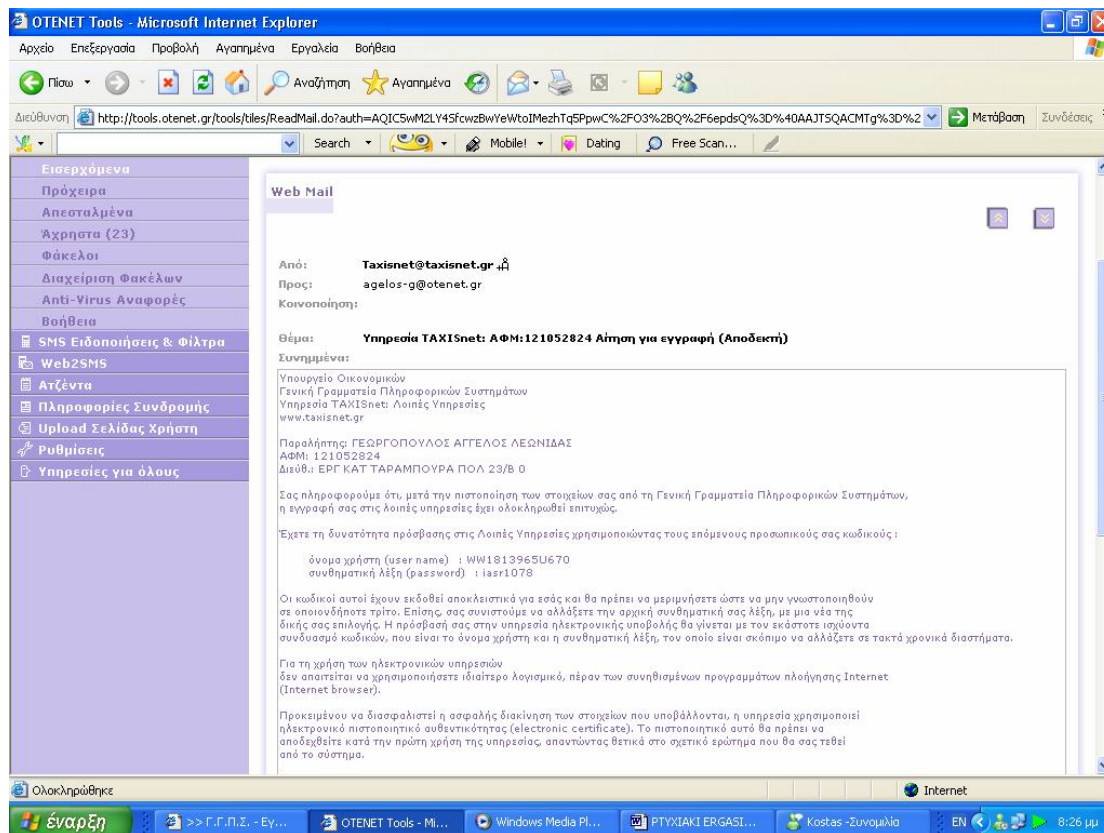 OTENET Tools - Microsoft Internet Explorer
Αρχείο Επεξεργασία Προβολή Αγαπημένα Εργαλεία Βοήθεια
Πίσω Αναζήτηση Αγαπημένα
Διεύθυνση http://tools.otenet.gr/tools/tiles/ReadMail.do?auth= Μετάβαση Συνδέσεις
Search Mobile! Dating Free Scan...
Εισερχόμενα
Πρόχειρα
Απεσταλμένα
Άχρηστα (23)
Φάκελοι
Διαχείριση Φακέλων
Anti-Virus Αναφορές
Βοήθεια
SMS Ειδοποιήσεις & Φίλτρα
Web2SMS
Ατζέντα
Πληροφορίες Συνδρομής
Upload Σελίδας Χρήστη
Ρυθμίσεις
Υπηρεσίες για όλους
Web Mail
Από: Taxisnet@taxisnet.gr
Προς: agelos-g@otenet.gr
Κοινοποίηση:
Θέμα: Υπηρεσία TAXISnet: ΑΦΜ:121052824 Αίτηση για εγγραφή (Αποδεκτή)
Συνημμένα:
Υπουργείο Οικονομικών
Γενική Γραμματεία Πληροφορικών Συστημάτων
Υπηρεσία TAXISnet: Λοιπές Υπηρεσίες
www.taxisnet.gr
Παραλήπτης: ΓΕΩΡΓΟΠΟΥΛΟΣ ΑΓΓΕΛΟΣ ΛΕΩΝΙΔΑΣ
ΑΦΜ: 121052824
Διεύθ.: ΕΡΓ ΚΑΤ ΤΑΡΑΜΠΟΥΡΑ ΠΟΛ 23/Β 0
Σας πληροφορούμε ότι, μετά την πιστοποίηση των στοιχείων σας από τη Γενική Γραμματεία Πληροφορικών Συστημάτων,
η εγγραφή σας στις λοιπές υπηρεσίες έχει ολοκληρωθεί επιτυχώς.
Έχετε τη δυνατότητα πρόσβασης στις Λοιπές Υπηρεσίες χρησιμοποιώντας τους επόμενους προσωπικούς σας κωδικούς :
όνομα χρήστη (user name) : WW1813965U670
συνθηματική λέξη (password) : iasr1078
Οι κωδικοί αυτοί έχουν εκδοθεί αποκλειστικά για εσάς και θα πρέπει να μεριμνήσετε ώστε να μην γνωστοποιηθούν
σε οποιονδήποτε τρίτο. Επίσης, σας συνιστούμε να αλλάξετε την αρχική συνθηματική σας λέξη, με μια νέα της
δικής σας επιλογής. Η πρόσβασή σας στην υπηρεσία ηλεκτρονικής υποβολής θα γίνεται με τον εκάστοτε ισχύοντα
συνδυασμό κωδικών, που είναι το όνομα χρήστη και η συνθηματική λέξη, τον οποίο είναι σκόπιμο να αλλάζετε σε τακτά χρονικά διαστήματα.
Για τη χρήση των ηλεκτρονικών υπηρεσιών
δεν απαιτείται να χρησιμοποιήσετε ιδιαίτερο λογισμικό, πέραν των συνηθισμένων προγραμμάτων πλοήγησης Internet
(Internet browser).
Προκειμένου να διασφαλιστεί η ασφαλής διακίνηση των στοιχείων που υποβάλλονται, η υπηρεσία χρησιμοποιεί
ηλεκτρονικό πιστοποιητικό αυθεντικότητας (electronic certificate). Το πιστοποιητικό αυτό θα πρέπει να
αποδεχθείτε κατά την πρώτη χρήση της υπηρεσίας, απαντώντας θετικά στο σχετικό ερώτημα που θα σας τεθεί
από το σύστημα.
Ολοκληρώθηκε Internet
έναρξη >> Γ.Γ.Π.Σ. - Εγ... OTENET Tools - Mi... Windows Media Pl... PTYXIAKI ERGASI... Kostas -Συνομιλία EN 8:26 μμ